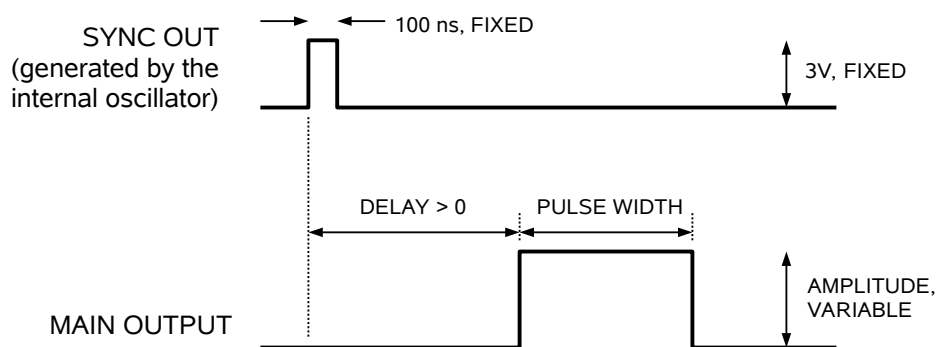 100 ns, FIXED
SYNC OUT
(generated by the
internal oscillator)
3V, FIXED
DELAY > 0
PULSE WIDTH
AMPLITUDE,
VARIABLE
MAIN OUTPUT